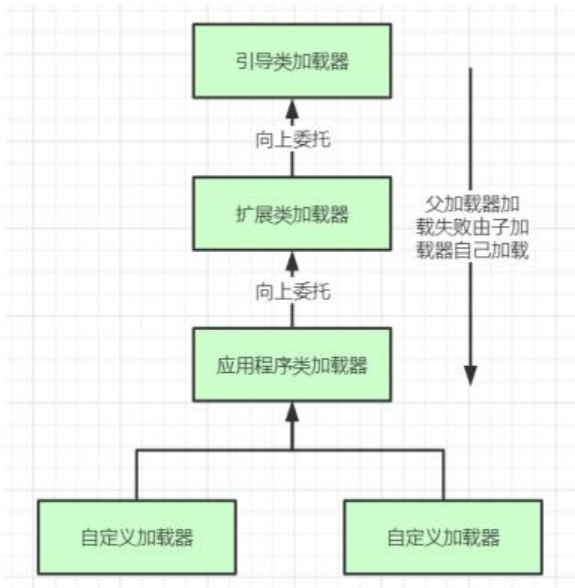 引导类加载器
向上委托
扩展类加载器
父加载器加
载失败由子加
载器自己加载
向上委托
应用程序类加载器
自定义加载器
自定义加载器